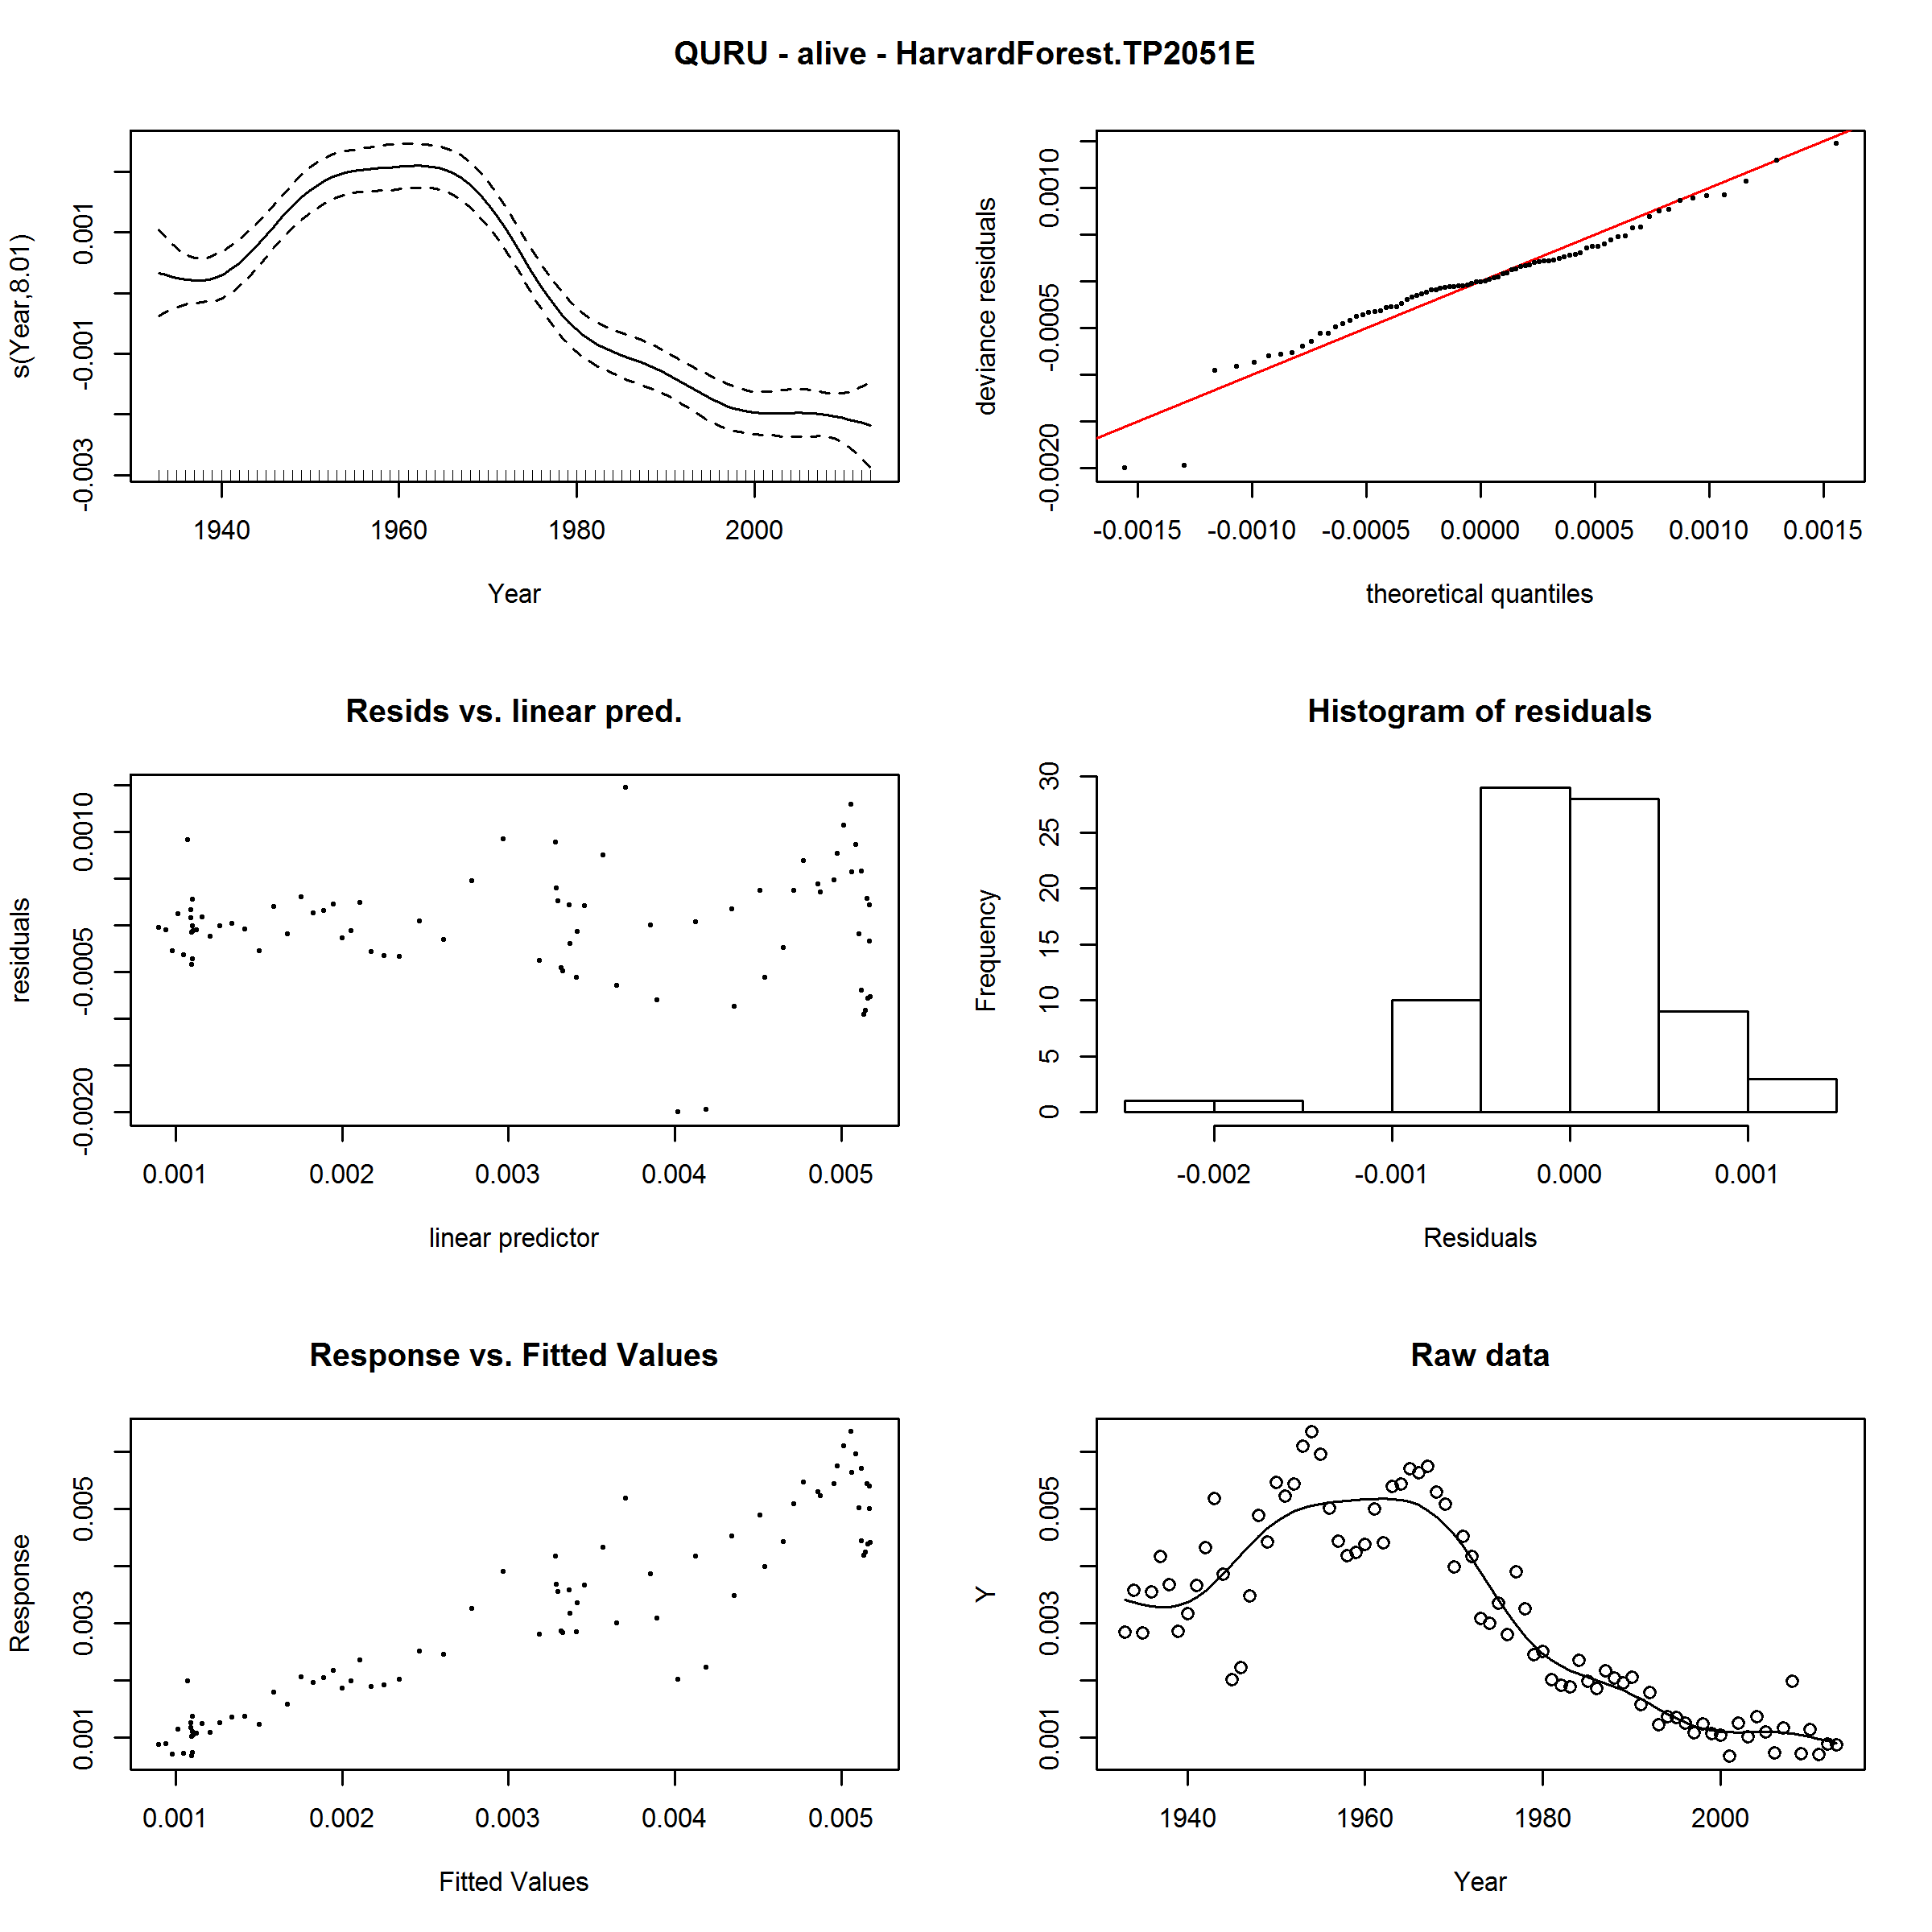 QURU - alive - HarvardForest.TP2051E
s(Year,8.01)
0.001
-0.001
-0.003
1940 1960 1980 2000
Year
deviance residuals
0.0010
-0.0005
-0.0020
-0.0015 -0.0010 -0.0005 0.0000 0.0005 0.0010 0.0015
theoretical quantiles
Resids vs. linear pred.
residuals
0.0010
-0.0005
-0.0020
0.001 0.002 0.003 0.004 0.005
linear predictor
Histogram of residuals
Frequency
30
25
20
15
10
5
0
-0.002 -0.001 0.000 0.001
Residuals
Response vs. Fitted Values
Response
0.005
0.003
0.001
0.001 0.002 0.003 0.004 0.005
Fitted Values
Raw data
Y
0.005
0.003
0.001
1940 1960 1980 2000
Year